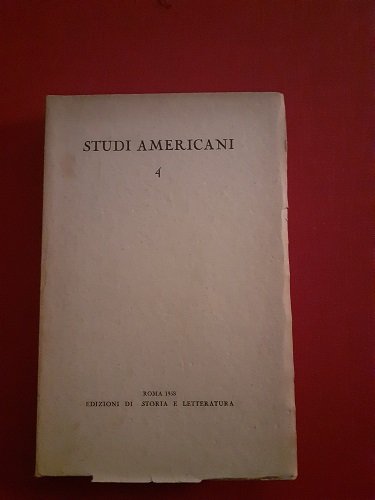 STUDI AMERICANI
4
ROMA 1958
EDIZIONI DI STORIA E LETTERATURA